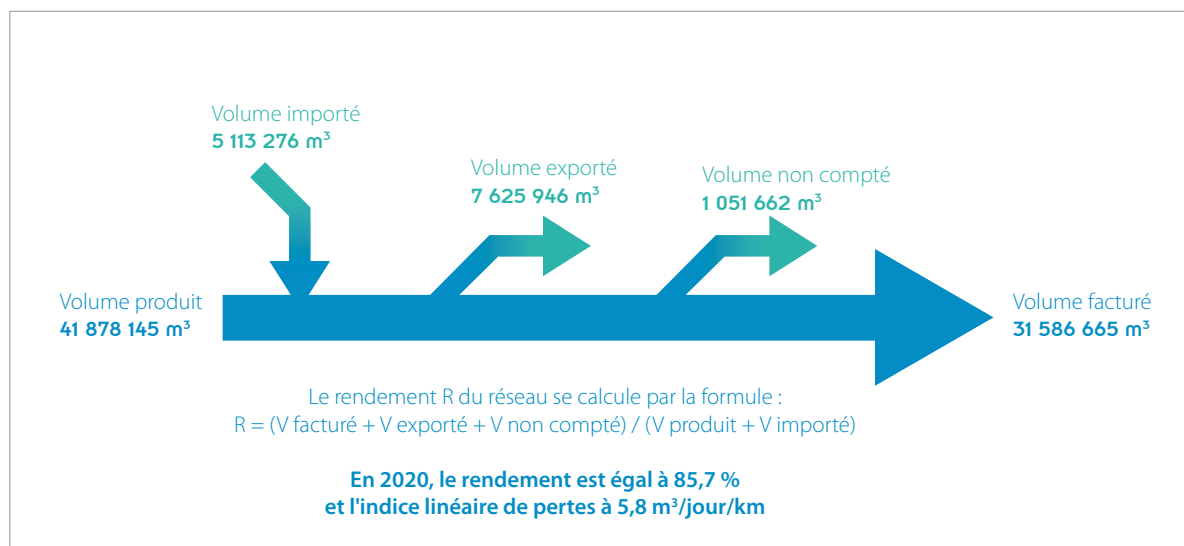 Volume importé
5 113 276 m³
Volume exporté
7 625 946 m³
Volume non compté
1 051 662 m³
Volume produit
41 878 145 m³
Volume facturé
31 586 665 m³
Le rendement R du réseau se calcule par la formule :
R = (V facturé + V exporté + V non compté) / (V produit + V importé)
En 2020, le rendement est égal à 85,7 %
et l'indice linéaire de pertes à 5,8 m³/jour/km